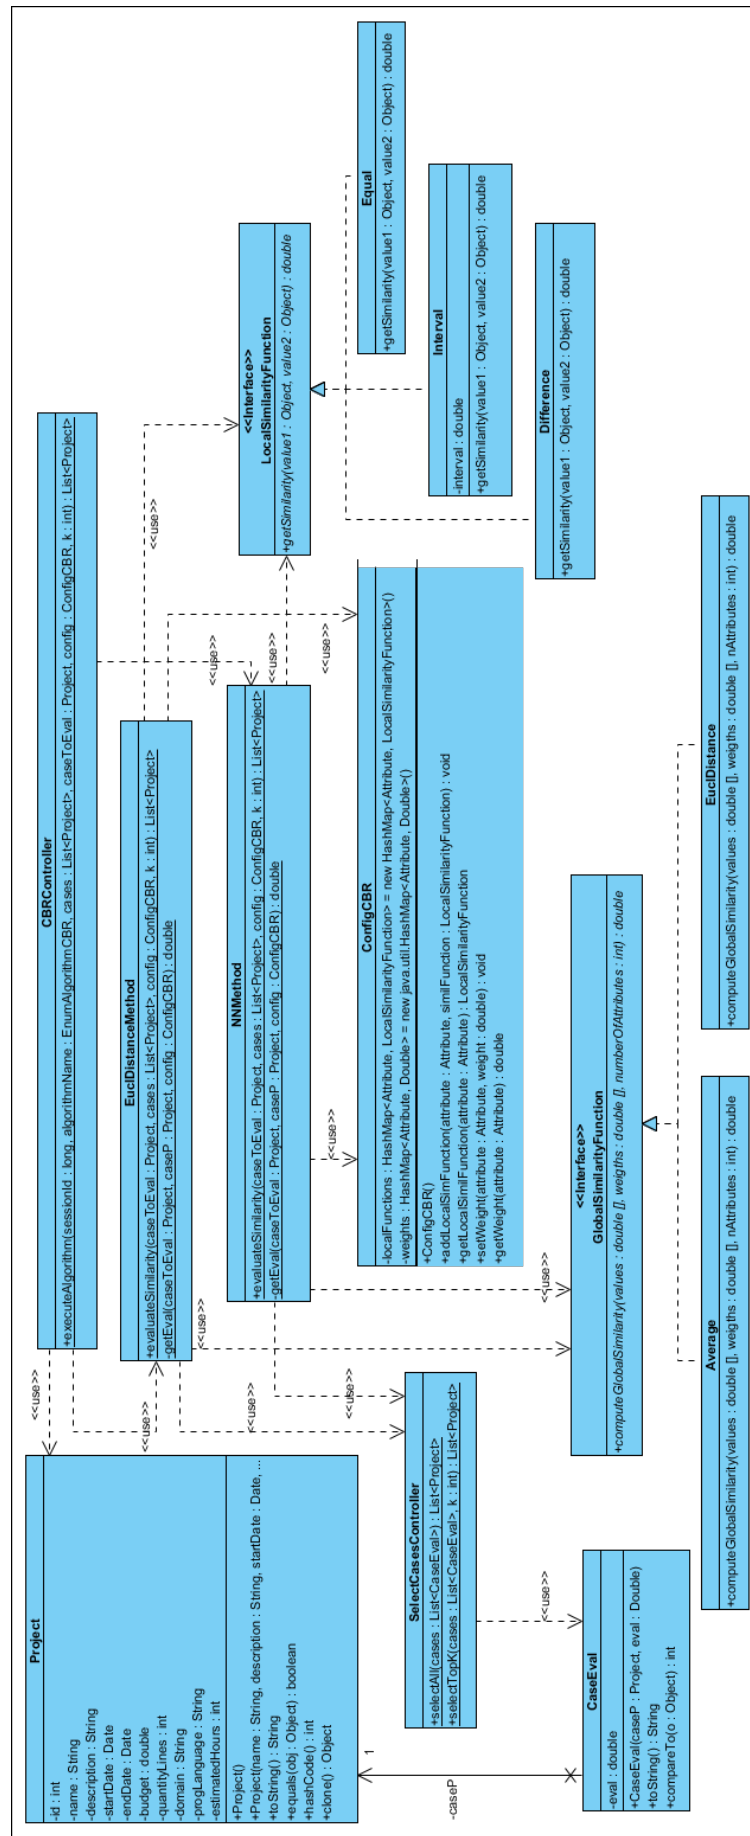 Project
-id : int
-name : String
-description : String
-startDate : Date
-endDate : Date
-budget : double
-quantityLines : int
-domain : String
-progLanguage : String
-estimatedHours : int
+Project()
+Project(name : String, description : String, startDate : Date, ...
+toString() : String
+equals(obj : Object) : boolean
+hashCode() : int
+clone() : Object
<<use>>
<<use>>
CBRController
+executeAlgorithm(sessionId : long, algorithmName : EnumAlgorithmCBR, cases : List<Project>, caseToEval : Project, config : ConfigCBR, k : int) : List<Project>
EuclDistanceMethod
+evaluateSimilarity(caseToEval : Project, cases : List<Project>, config : ConfigCBR, k : int) : List<Project>
-getEval(caseToEval : Project, caseP : Project, config : ConfigCBR) : double
<<use>>
<<use>>
<<use>>
<<use>>
NNMethod
+evaluateSimilarity(caseToEval : Project, cases : List<Project>, config : ConfigCBR, k : int) : List<Project>
-getEval(caseToEval : Project, caseP : Project, config : ConfigCBR) : double
<<use>>
<<use>>
<<use>>
<<use>>
<<use>>
<<Interface>>
LocalSimilarityFunction
+getSimilarity(value1 : Object, value2 : Object) : double
Equal
+getSimilarity(value1 : Object, value2 : Object) : double
Interval
-interval : double
+getSimilarity(value1 : Object, value2 : Object) : double
Difference
+getSimilarity(value1 : Object, value2 : Object) : double
ConfigCBR
-localFunctions : HashMap<Attribute, LocalSimilarityFunction> = new HashMap<Attribute, LocalSimilarityFunction>()
-weights : HashMap<Attribute, Double> = new java.util.HashMap<Attribute, Double>()
+ConfigCBR()
+addLocalSimFunction(attribute : Attribute, similFunction : LocalSimilarityFunction) : void
+getLocalSimilFunction(attribute : Attribute) : LocalSimilarityFunction
+setWeight(attribute : Attribute, weight : double) : void
+getWeight(attribute : Attribute) : double
SelectCasesController
+selectAll(cases : List<CaseEval>) : List<Project>
+selectTopK(cases : List<CaseEval>, k : int) : List<Project>
<<use>>
1
-caseP
CaseEval
-eval : double
+CaseEval(caseP : Project, eval : Double)
+toString() : String
+compareTo(o : Object) : int
<<Interface>>
GlobalSimilarityFunction
+computeGlobalSimilarity(values : double [], weigths : double [], numberOfAttributes : int) : double
Average
+computeGlobalSimilarity(values : double [], weigths : double [], nAttributes : int) : double
EuclDistance
+computeGlobalSimilarity(values : double [], weigths : double [], nAttributes : int) : double